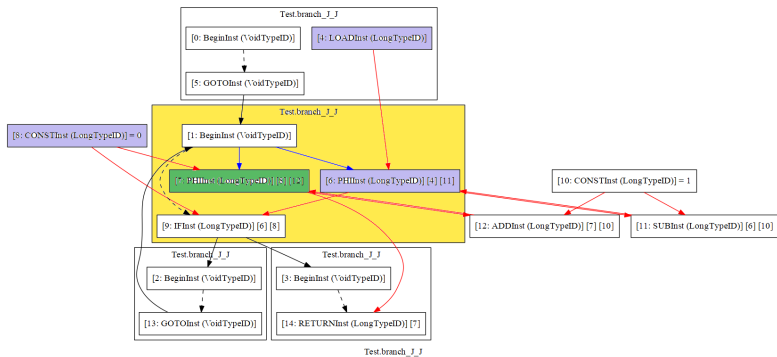 Test.branch_J_J
[0: BeginInst (VoidTypeID)]
[4: LOADInst (LongTypeID)]
[5: GOTOInst (VoidTypeID)]
Test.branch_J_J
[8: CONSTInst (LongTypeID)] = 0
[1: BeginInst (VoidTypeID)]
[7: PHIInst (LongTypeID)] [8] [12]
[6: PHIInst (LongTypeID)] [4] [11]
[10: CONSTInst (LongTypeID)] = 1
[9: IFInst (LongTypeID)] [6] [8]
[12: ADDInst (LongTypeID)] [7] [10]
[11: SUBInst (LongTypeID)] [6] [10]
Test.branch_J_J
Test.branch_J_J
[2: BeginInst (VoidTypeID)]
[3: BeginInst (VoidTypeID)]
[13: GOTOInst (VoidTypeID)]
[14: RETURNInst (LongTypeID)] [7]
Test.branch_J_J